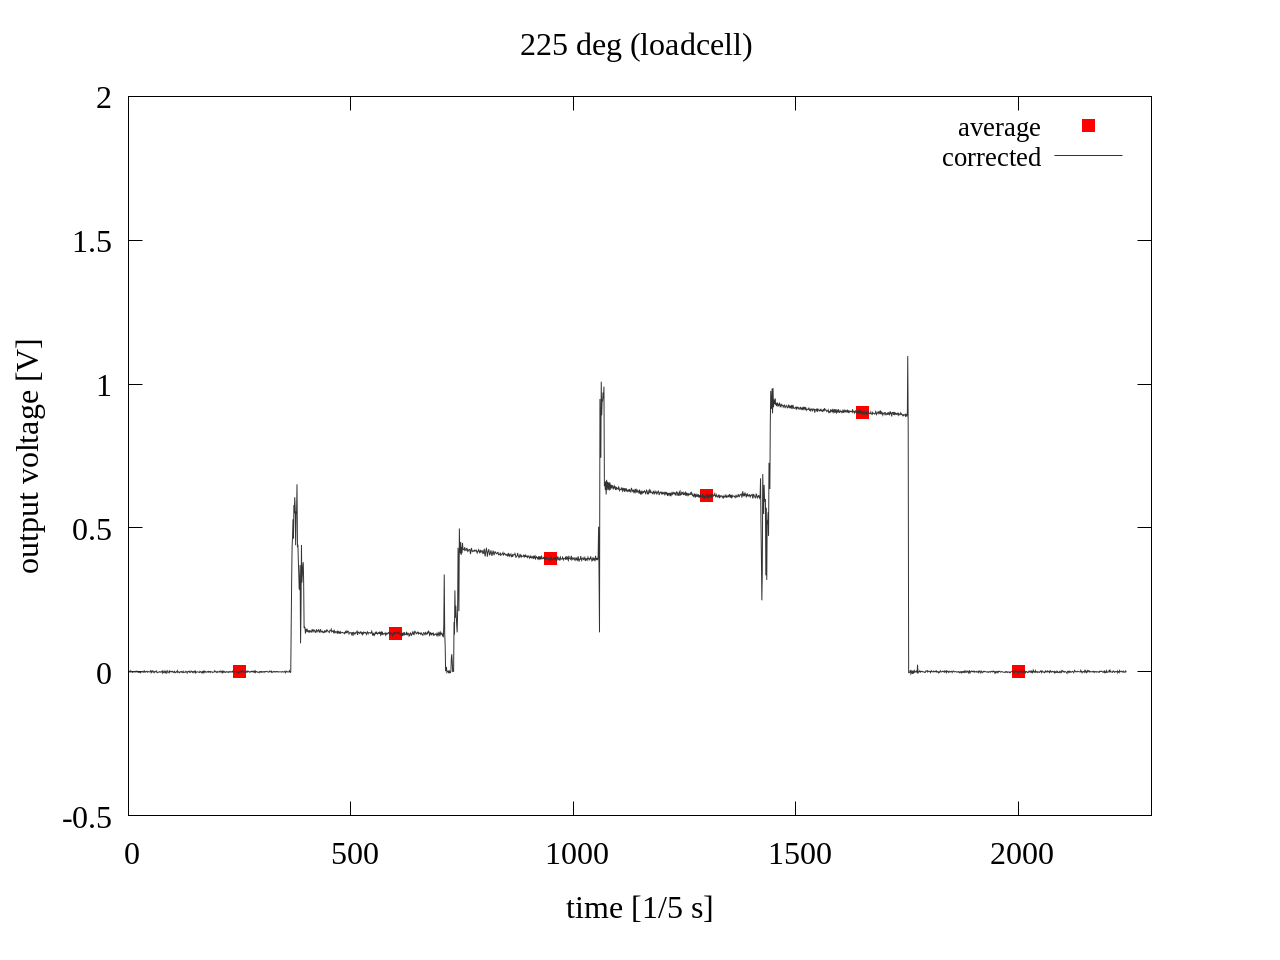 225 deg (loadcell)
average
corrected
2
1.5
1
0.5
0
-0.5
output voltage [V]
0 500 1000 1500 2000
time [1/5 s]